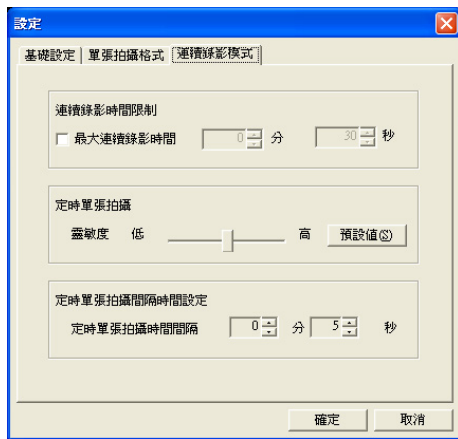 設定
基礎設定 單張拍攝格式 連續錄影模式
連續錄影時間限制
最大連續錄影時間 0 分 30 秒
定時單張拍攝
靈敏度 低 高 預設值(S)
定時單張拍攝間隔時間設定
定時單張拍攝時間間隔 0 分 5 秒
確定 取消